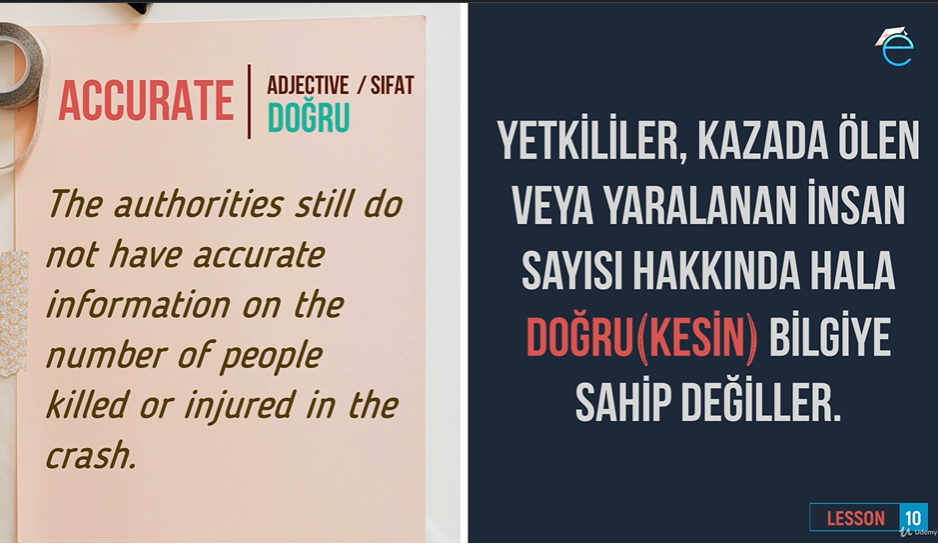 ACCURATE
ADJECTIVE / SIFAT
DOĞRU
The authorities still do
not have accurate
information on the
number of people
killed or injured in the
crash.
e
YETKİLİLER, KAZADA ÖLEN
VEYA YARALANAN İNSAN
SAYISI HAKKINDA HALA
DOĞRU(KESİN) BİLGİYE
SAHİP DEĞİLLER.
LESSON 10
Udemy